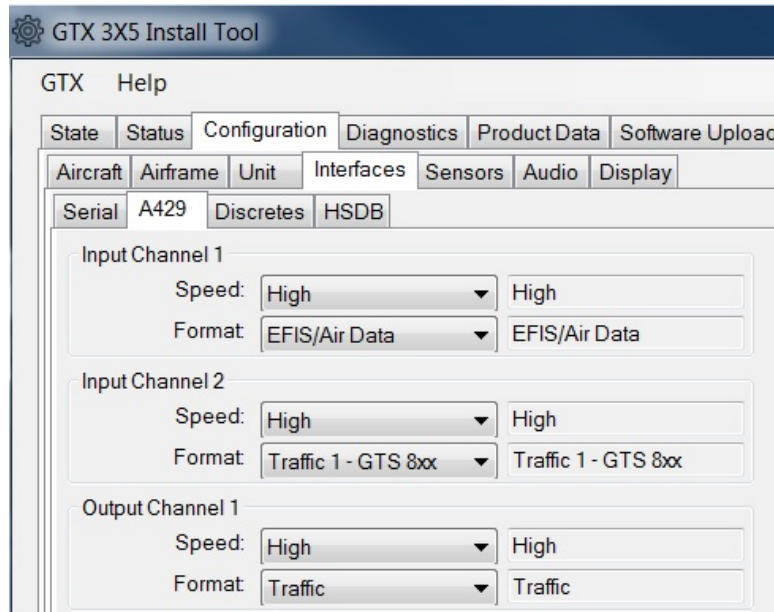 GTX 3X5 Install Tool
GTX Help
State Status Configuration Diagnostics Product Data Software Upload
Aircraft Airframe Unit Interfaces Sensors Audio Display
Serial A429 Discretes HSDB
Input Channel 1
Speed: High High
Format: EFIS/Air Data EFIS/Air Data
Input Channel 2
Speed: High High
Format: Traffic 1 - GTS 8xx Traffic 1 - GTS 8xx
Output Channel 1
Speed: High High
Format: Traffic Traffic